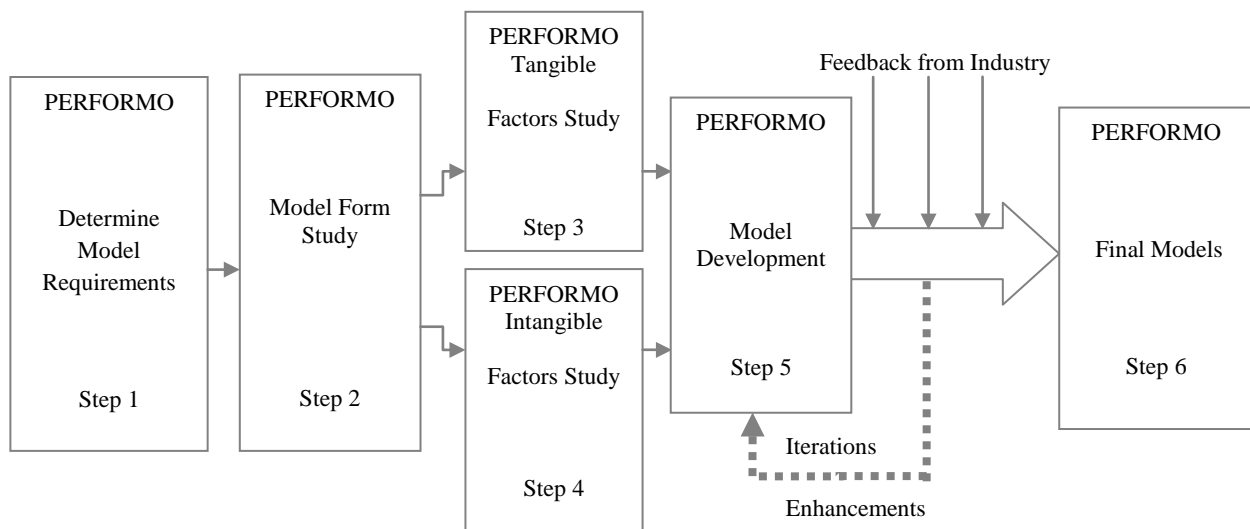 PERFORMO
Determine
Model
Requirements
Step 1
PERFORMO
Model Form
Study
Step 2
PERFORMO
Tangible
Factors Study
Step 3
PERFORMO
Intangible
Factors Study
Step 4
PERFORMO
Model
Development
Step 5
Feedback from Industry
Iterations
Enhancements
PERFORMO
Final Models
Step 6